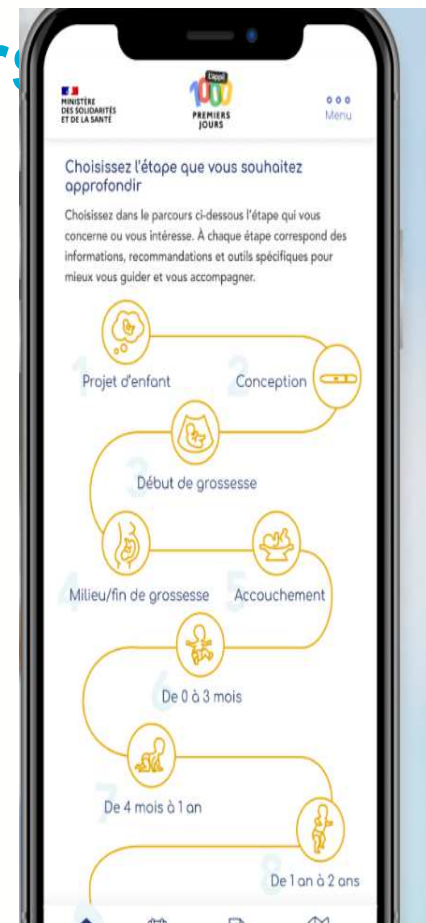 MINISTÈRE
DES SOLIDARITÉS
ET DE LA SANTÉ
L'appli
1000
PREMIERS
JOURS
Menu
Choisissez l'étape que vous souhaitez
approfondir
Choisissez dans le parcours ci-dessous l'étape qui vous
concerne ou vous intéresse. À chaque étape correspond des
informations, recommandations et outils spécifiques pour
mieux vous guider et vous accompagner.
1
Projet d'enfant
2
Conception
3
Début de grossesse
4
Milieu/fin de grossesse
5
Accouchement
6
De 0 à 3 mois
7
De 4 mois à 1 an
8
De 1 an à 2 ans